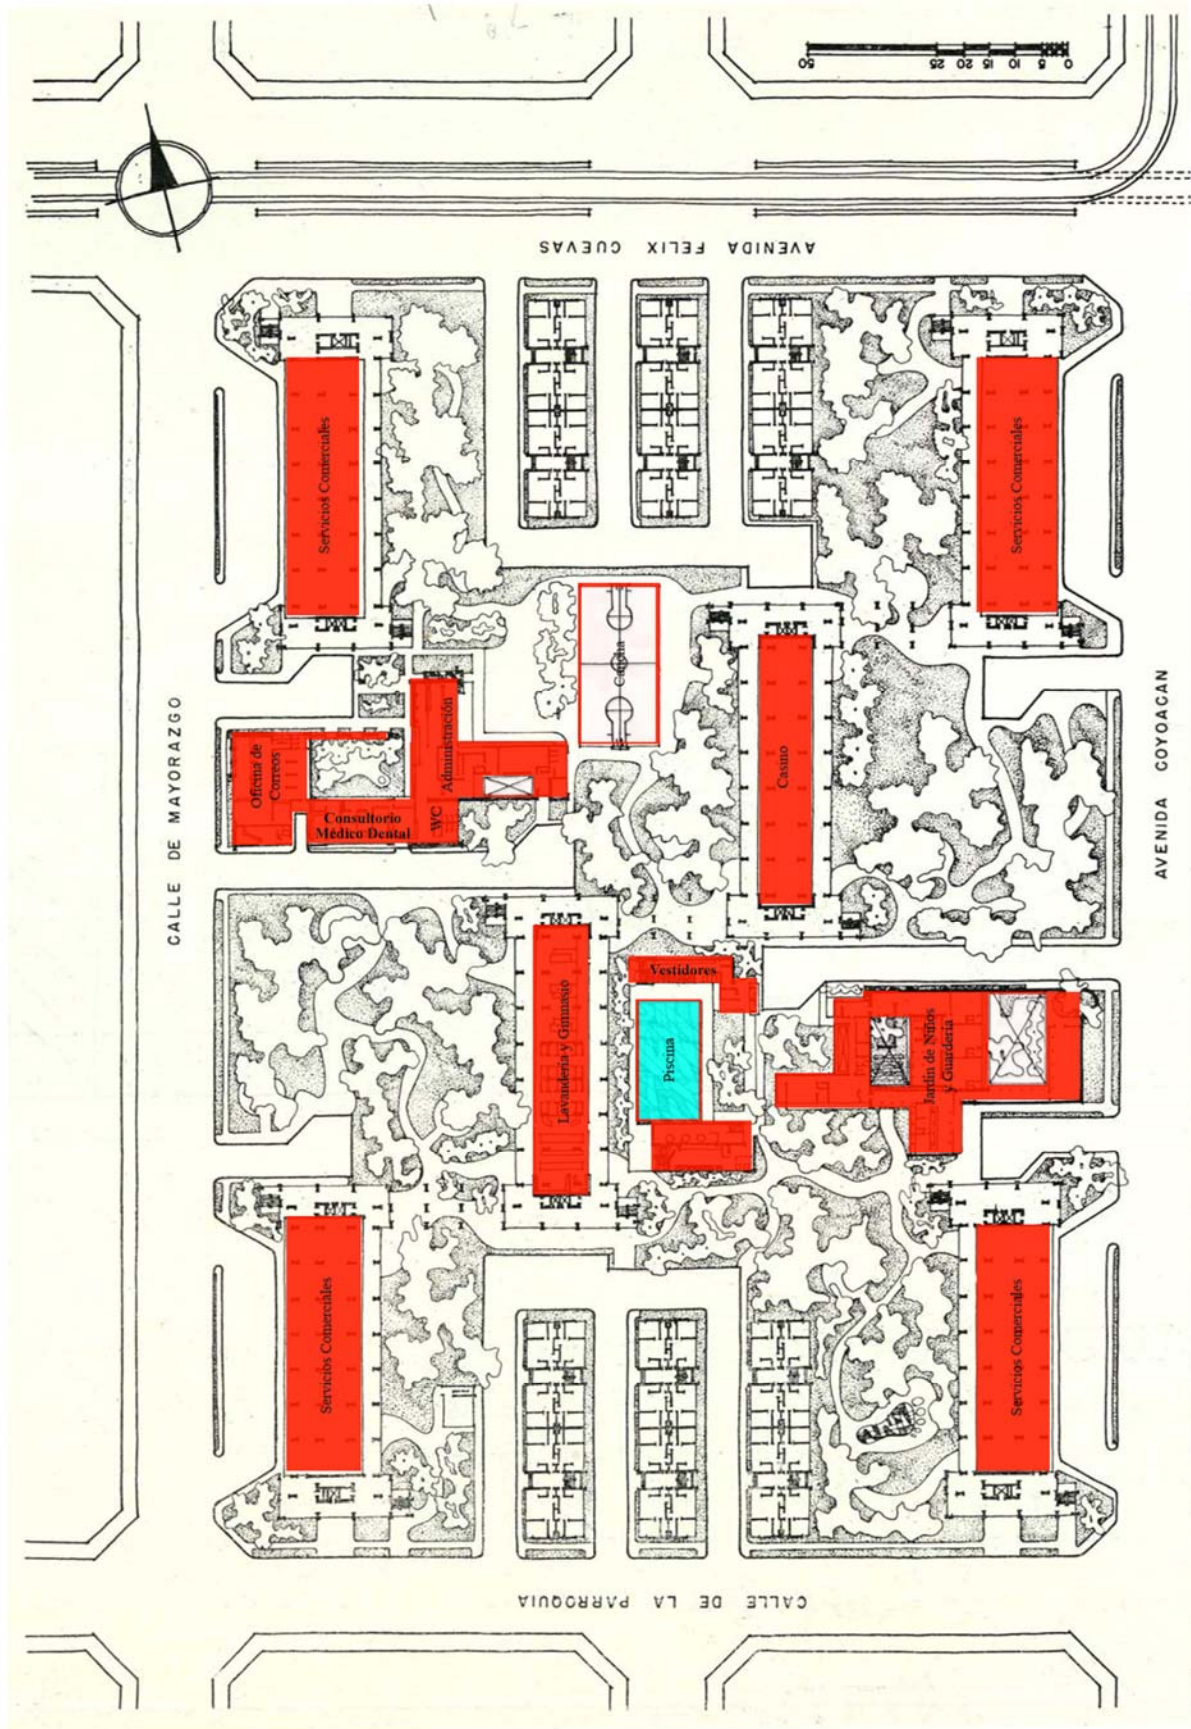 50 25 20 15 10 5 0
AVENIDA FELIX CUEVAS
Servicios Comerciales
Servicios Comerciales
Cancha
CALLE DE MAYORAZGO
AVENIDA COYOACAN
Oficina de
Correos
Administración
Consultorio
Médico Dental
WC
Casino
Vestidores
Lavandería y Gimnasio
Piscina
Jardín de Niños
y Guardería
Servicios Comerciales
Servicios Comerciales
CALLE DE LA PARROQUIA